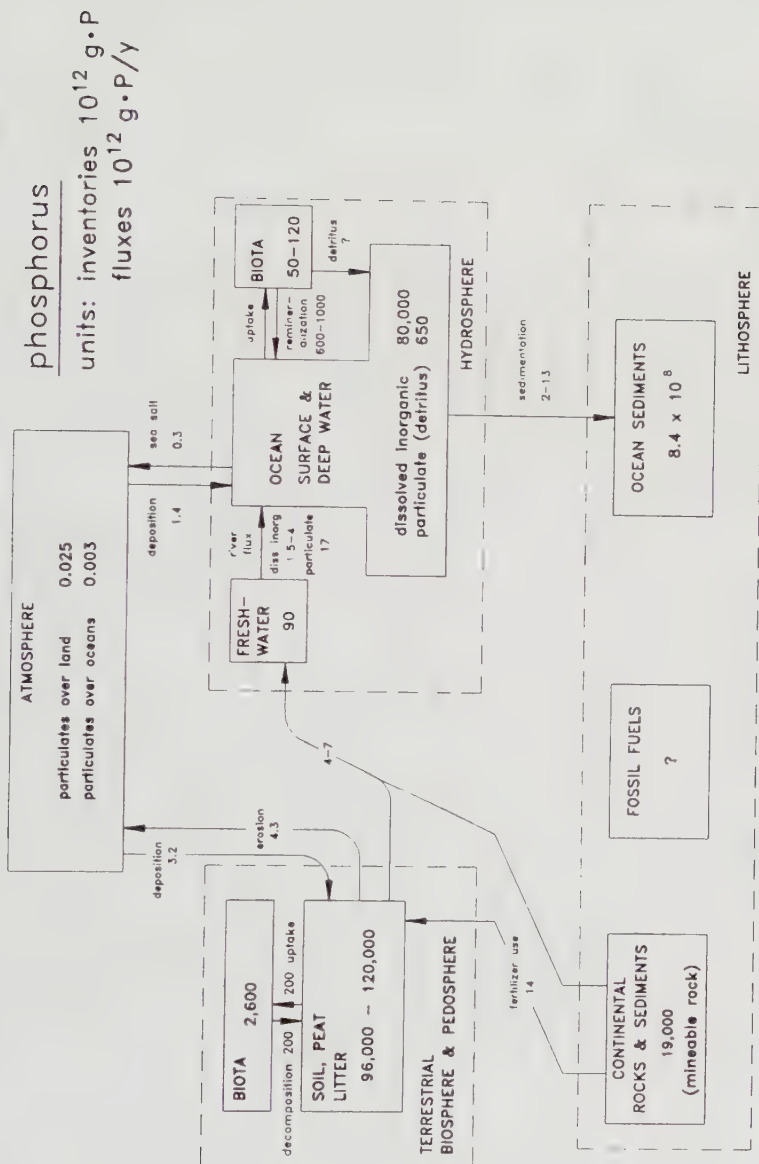 phosphorus
units: inventories 10¹² g·P
fluxes 10¹² g·P/y
ATMOSPHERE
particulates over land 0.025
particulates over oceans 0.003
deposition
3.2
erosion
4.3
deposition
1.4
sea salt
0.3
BIOTA
2,600
decomposition 200
200 uptake
SOIL, PEAT
LITTER
96,000 – 120,000
TERRESTRIAL
BIOSPHERE & PEDOSPHERE
4–7
fertilizer use
14
FRESH–
WATER
90
river
flux
diss inorg
1 5–4
particulate
17
OCEAN
SURFACE &
DEEP WATER
dissolved inorganic 80,000
particulate (detritus) 650
uptake
reminer–
alization
600–1000
BIOTA
50–120
detritus
?
HYDROSPHERE
sedimentation
2–13
CONTINENTAL
ROCKS & SEDIMENTS
19,000
(mineable rock)
FOSSIL FUELS
?
OCEAN SEDIMENTS
8.4 x 10⁸
LITHOSPHERE